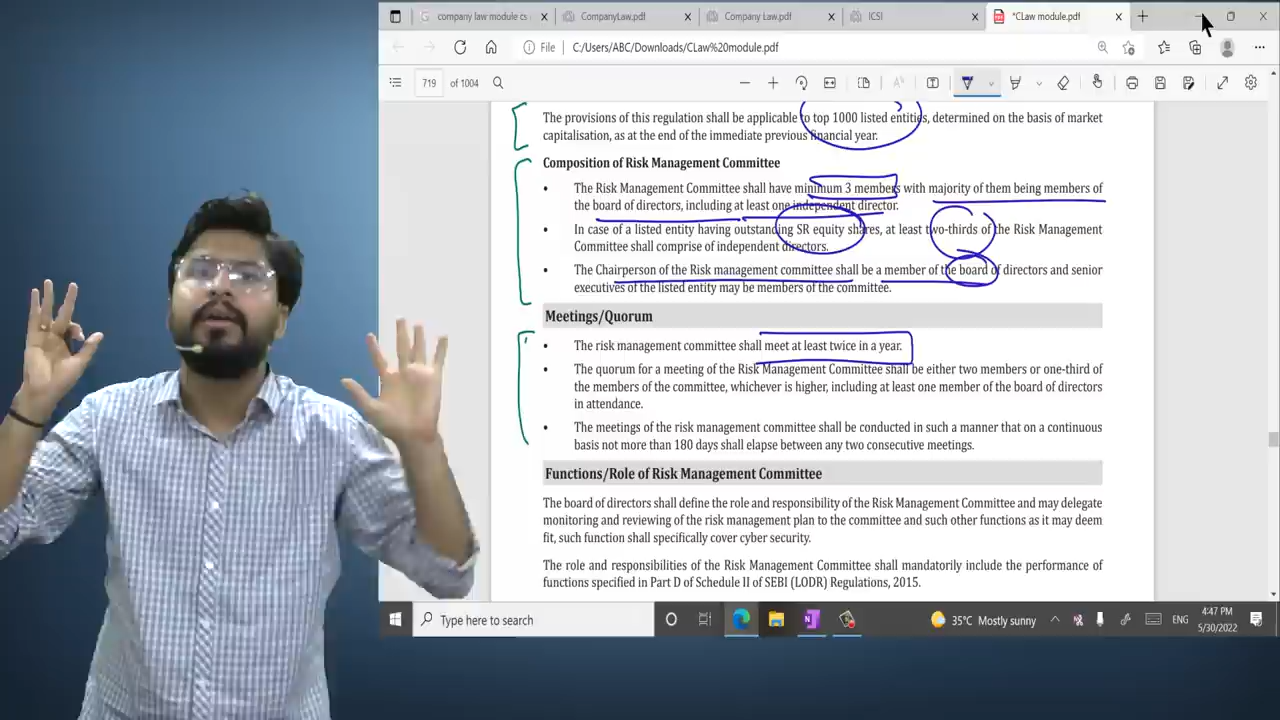 company law module cs
CompanyLaw.pdf
Company Law.pdf
ICSI
*CLaw module.pdf
File C:/Users/ABC/Downloads/CLaw%20module.pdf
719 of 1004
The provisions of this regulation shall be applicable to top 1000 listed entities, determined on the basis of market
capitalisation, as at the end of the immediate previous financial year.
Composition of Risk Management Committee
• The Risk Management Committee shall have minimum 3 members with majority of them being members of
the board of directors, including at least one independent director.
• In case of a listed entity having outstanding SR equity shares, at least two-thirds of the Risk Management
Committee shall comprise of independent directors.
• The Chairperson of the Risk management committee shall be a member of the board of directors and senior
executives of the listed entity may be members of the committee.
Meetings/Quorum
• The risk management committee shall meet at least twice in a year.
• The quorum for a meeting of the Risk Management Committee shall be either two members or one-third of
the members of the committee, whichever is higher, including at least one member of the board of directors
in attendance.
• The meetings of the risk management committee shall be conducted in such a manner that on a continuous
basis not more than 180 days shall elapse between any two consecutive meetings.
Functions/Role of Risk Management Committee
The board of directors shall define the role and responsibility of the Risk Management Committee and may delegate
monitoring and reviewing of the risk management plan to the committee and such other functions as it may deem
fit, such function shall specifically cover cyber security.
The role and responsibilities of the Risk Management Committee shall mandatorily include the performance of
functions specified in Part D of Schedule II of SEBI (LODR) Regulations, 2015.
Type here to search
35°C Mostly sunny
ENG
4:47 PM
5/30/2022